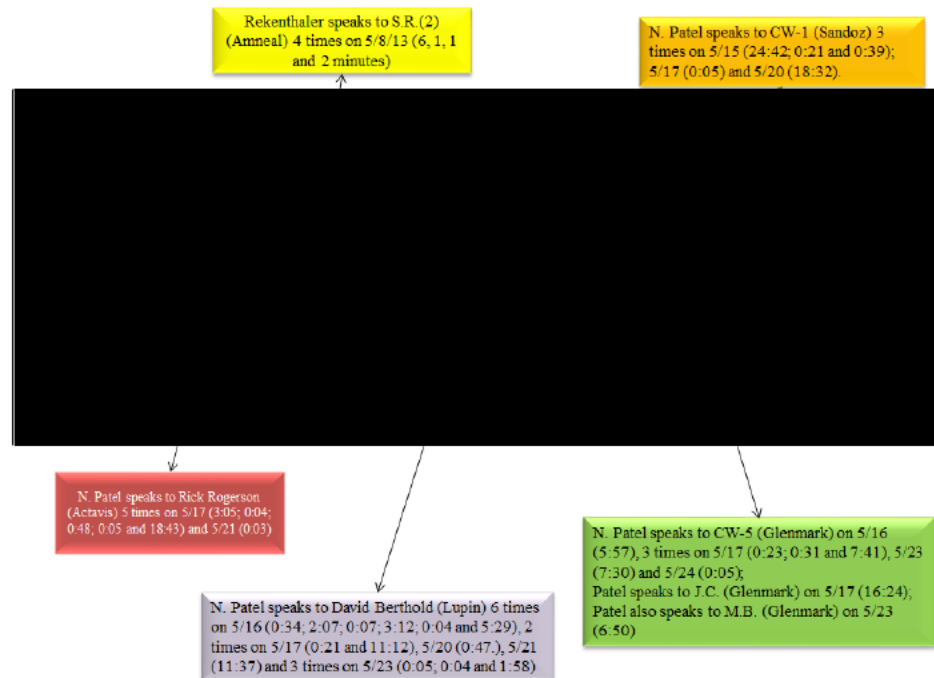 Rekenthaler speaks to S.R.(2)
(Amneal) 4 times on 5/8/13 (6, 1, 1
and 2 minutes)
N. Patel speaks to CW-1 (Sandoz) 3
times on 5/15 (24:42; 0:21 and 0:39);
5/17 (0:05) and 5/20 (18:32).
N. Patel speaks to Rick Rogerson
(Actavis) 5 times on 5/17 (3:05; 0:04;
0:48; 0:05 and 18:43) and 5/21 (0:03)
N. Patel speaks to David Berthold (Lupin) 6 times
on 5/16 (0:34; 2:07; 0:07; 3:12; 0:04 and 5:29), 2
times on 5/17 (0:21 and 11:12), 5/20 (0:47.), 5/21
(11:37) and 3 times on 5/23 (0:05; 0:04 and 1:58)
N. Patel speaks to CW-5 (Glenmark) on 5/16
(5:57), 3 times on 5/17 (0:23; 0:31 and 7:41), 5/23
(7:30) and 5/24 (0:05);
Patel speaks to J.C. (Glenmark) on 5/17 (16:24);
Patel also speaks to M.B. (Glenmark) on 5/23
(6:50)